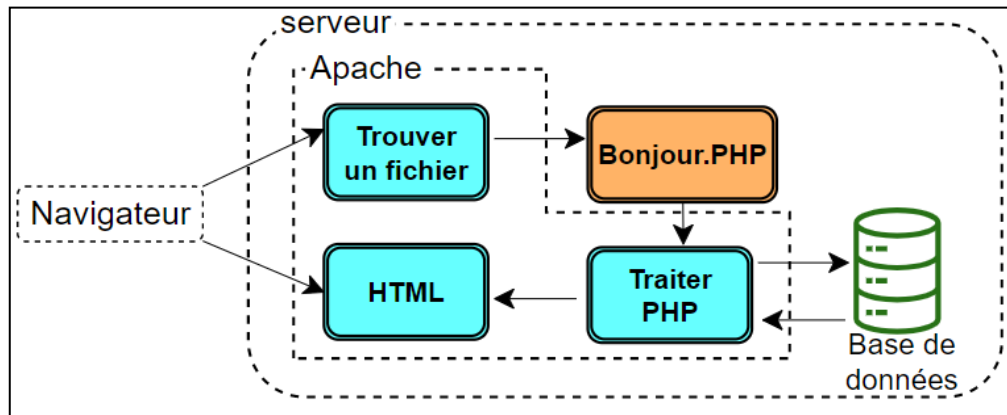 serveur
Apache
Trouver
un fichier
Bonjour.PHP
Navigateur
HTML
Traiter
PHP
Base de
données